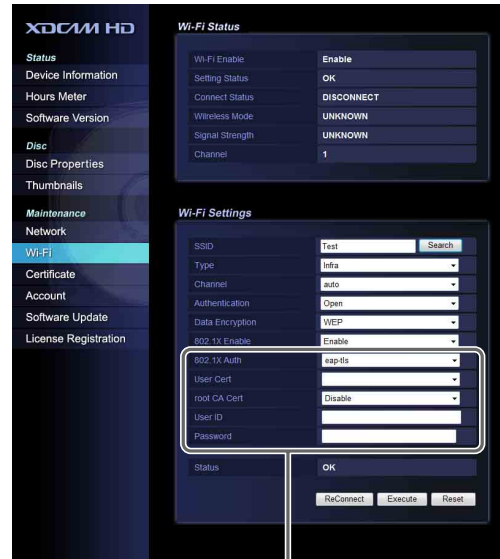 XDCAM HD
Status
Device Information
Hours Meter
Software Version
Disc
Disc Properties
Thumbnails
Maintenance
Network
Wi-Fi
Certificate
Account
Software Update
License Registration
Wi-Fi Status
Wi-Fi Enable Enable
Setting Status OK
Connect Status DISCONNECT
Wilreless Mode UNKNOWN
Signal Strength UNKNOWN
Channel 1
Wi-Fi Settings
SSID Test Search
Type Infra
Channel auto
Authentication Open
Data Encryption WEP
802.1X Enable Enable
802.1X Auth eap-tls
User Cert
root CA Cert Disable
User ID
Password
Status OK
ReConnect Execute Reset